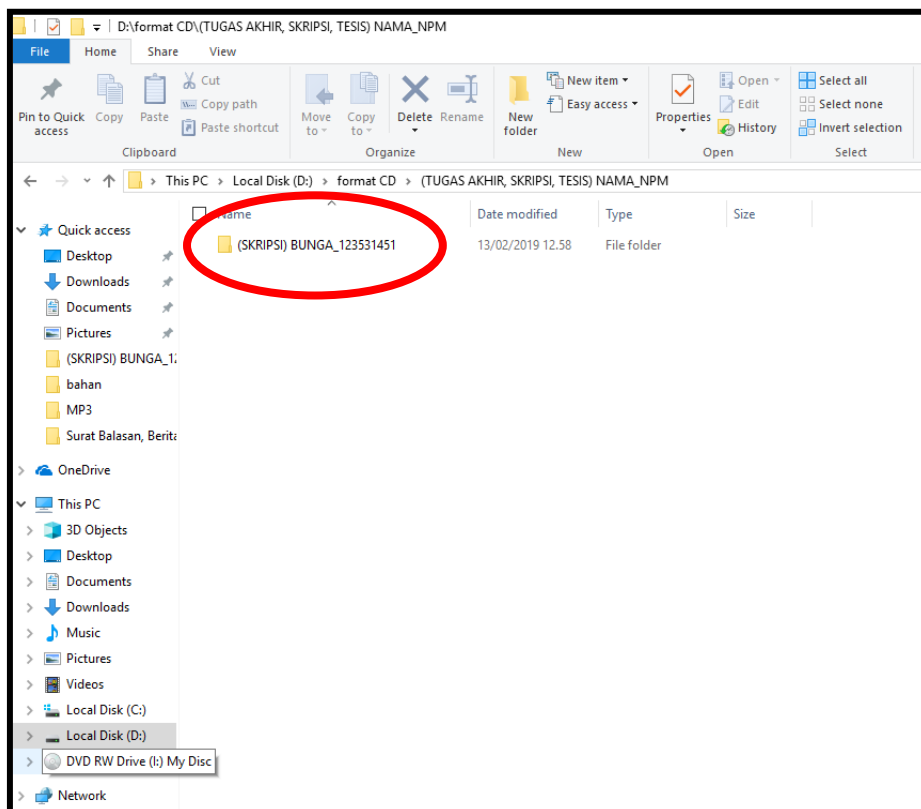 D:\format CD\(TUGAS AKHIR, SKRIPSI, TESIS) NAMA_NPM
File Home Share View
Pin to Quick access
Copy
Paste
Cut
Copy path
Paste shortcut
Clipboard
Move to
Copy to
Delete
Rename
Organize
New folder
New item
Easy access
New
Properties
Open
Edit
History
Open
Select all
Select none
Invert selection
Select
This PC > Local Disk (D:) > format CD > (TUGAS AKHIR, SKRIPSI, TESIS) NAMA_NPM
Name Date modified Type Size
(SKRIPSI) BUNGA_123531451 13/02/2019 12.58 File folder
Quick access
Desktop
Downloads
Documents
Pictures
(SKRIPSI) BUNGA_12
bahan
MP3
Surat Balasan, Berita
OneDrive
This PC
3D Objects
Desktop
Documents
Downloads
Music
Pictures
Videos
Local Disk (C:)
Local Disk (D:)
DVD RW Drive (I:) My Disc
Network